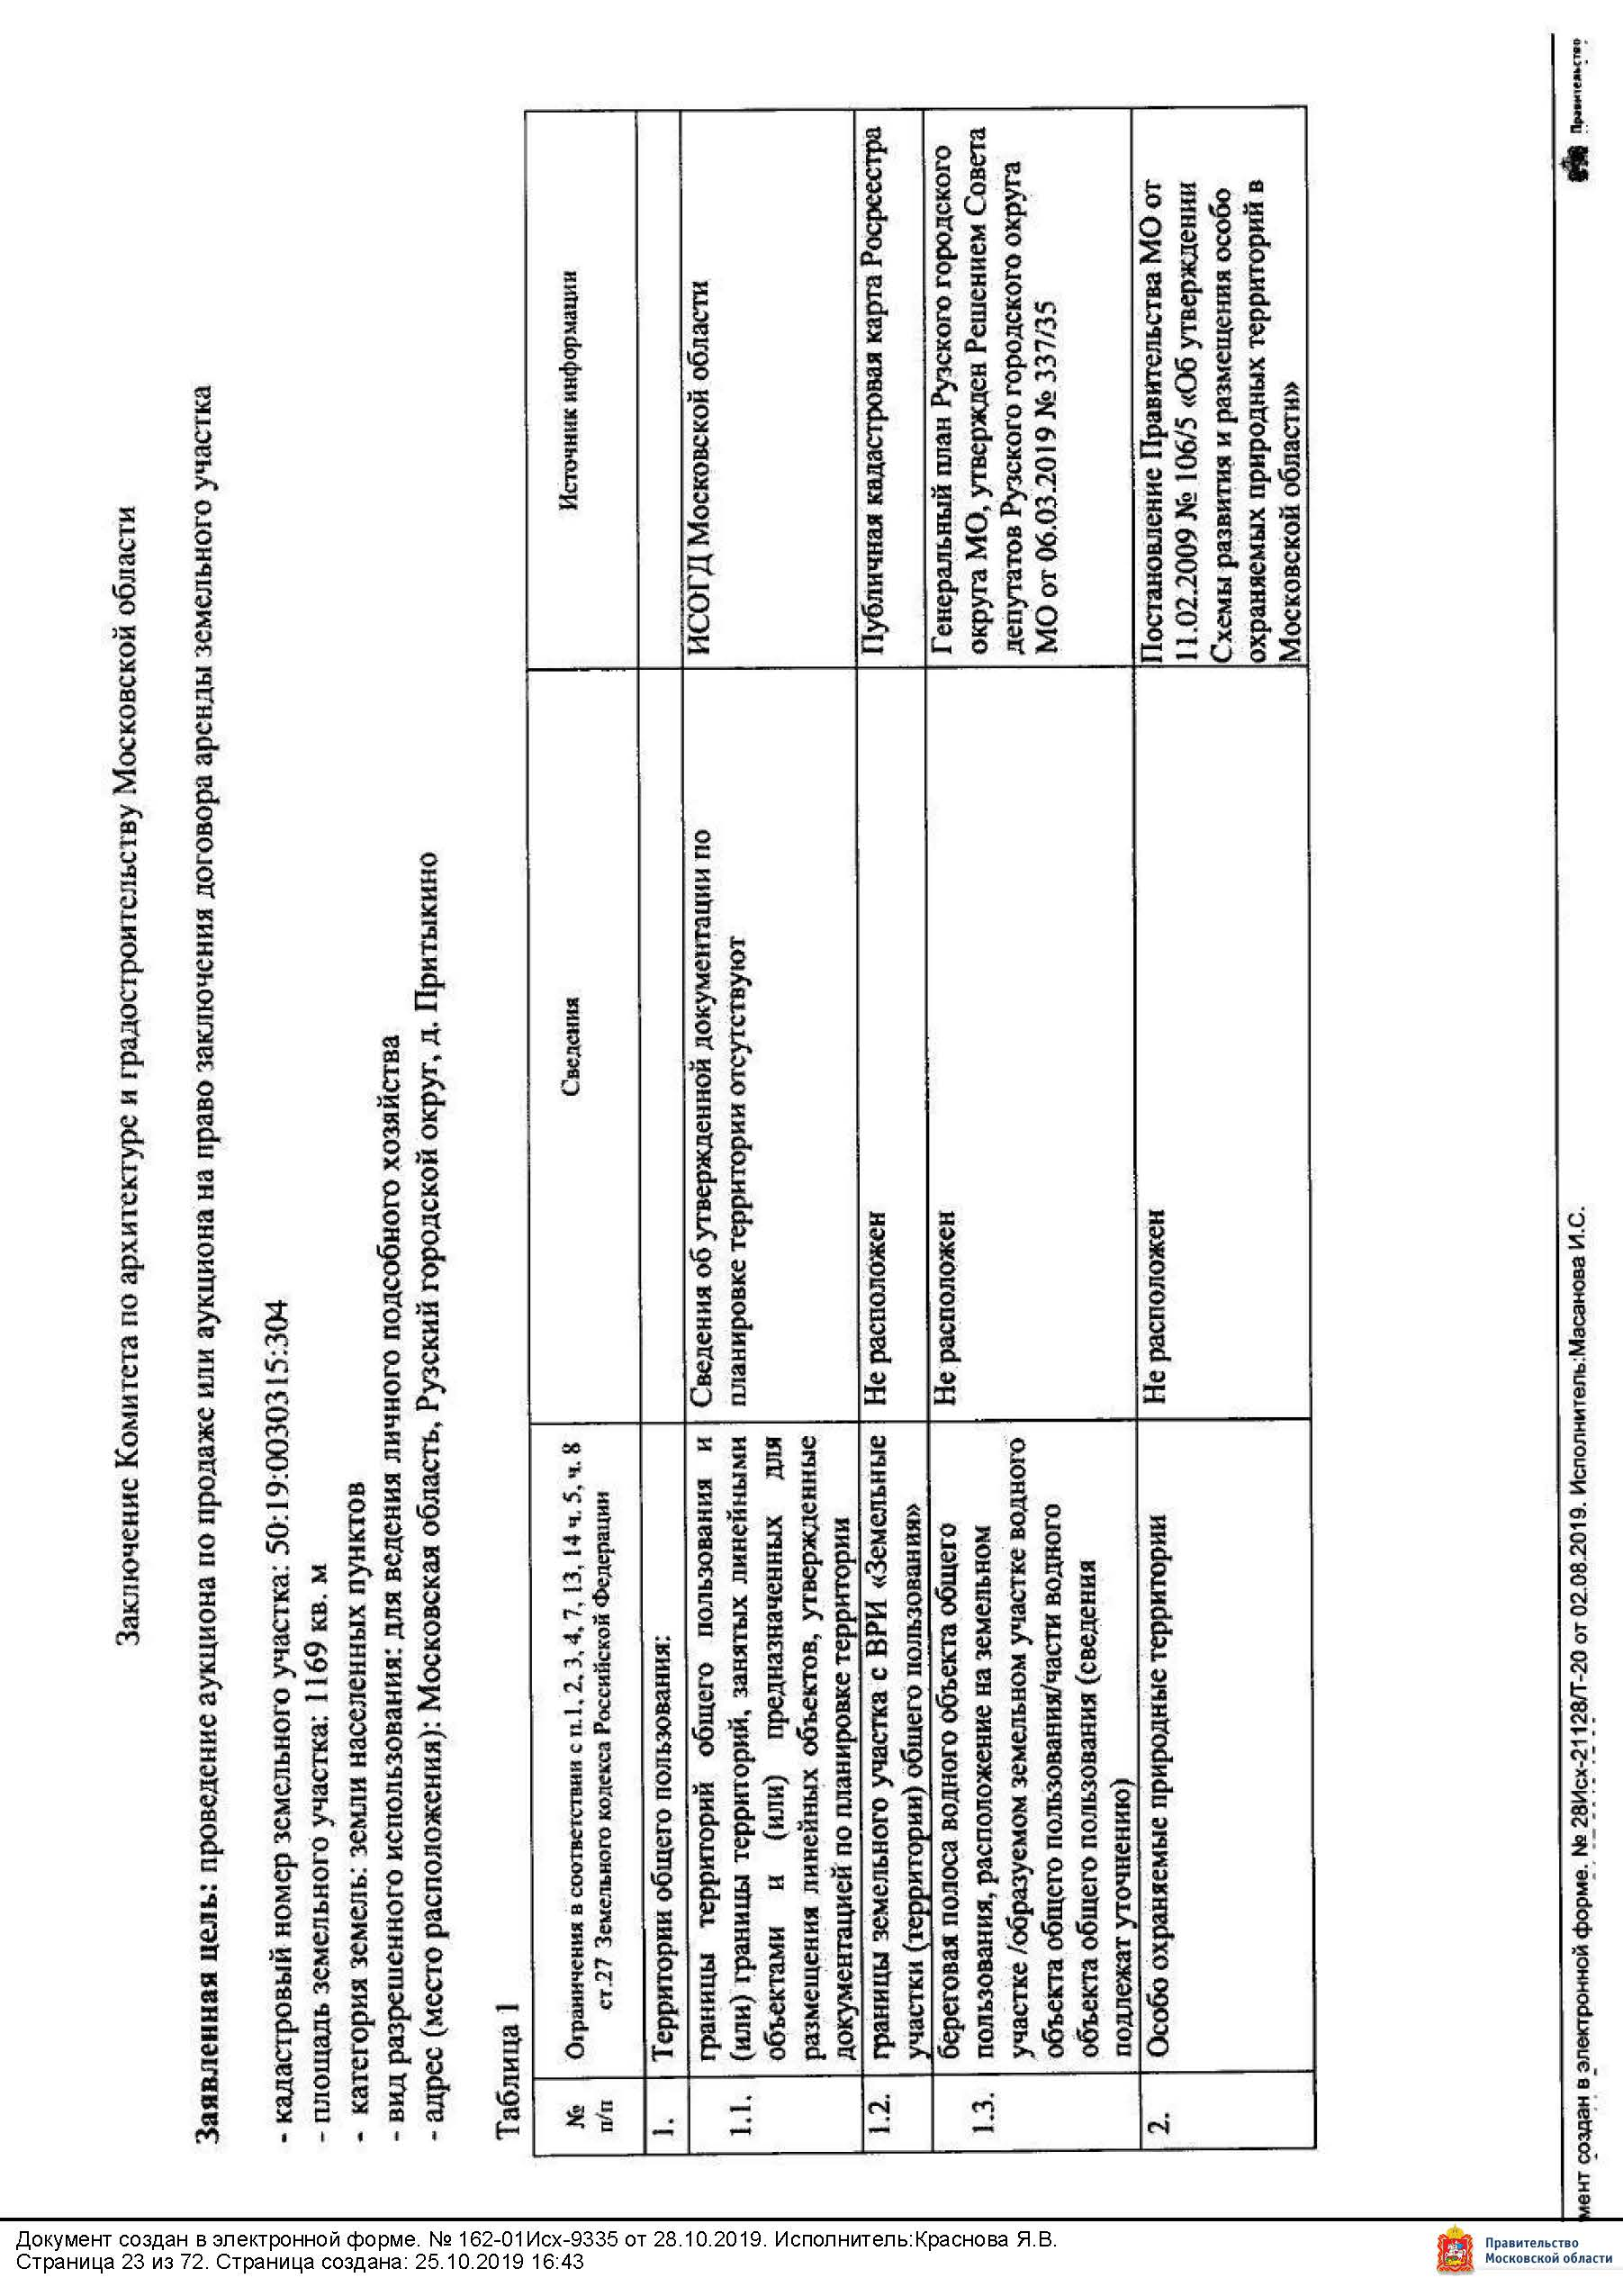 Заключение Комитета по архитектуре и градостроительству Московской области
Заявленная цель: проведение аукциона по продаже или аукциона на право заключения договора аренды земельного участка
- кадастровый номер земельного участка: 50:19:0030315:304
- площадь земельного участка: 1169 кв. м
- категория земель: земли населенных пунктов
- вид разрешенного использования: для ведения личного подсобного хозяйства
- адрес (место расположения): Московская область, Рузский городской округ, д. Притыкино
Таблица 1
№
п/п
Ограничения в соответствии с п.1, 2, 3, 4, 7, 13, 14 ч. 5, ч. 8
ст.27 Земельного кодекса Российской Федерации
Сведения
Источник информации
1.
Территории общего пользования:
1.1.
границы территорий общего пользования и
(или) границы территорий, занятых линейными
объектами и (или) предназначенных для
размещения линейных объектов, утвержденные
документацией по планировке территории
Сведения об утвержденной документации по
планировке территории отсутствуют
ИСОГД Московской области
1.2.
границы земельного участка с ВРИ «Земельные
участки (территории) общего пользования»
Не расположен
Публичная кадастровая карта Росреестра
1.3.
береговая полоса водного объекта общего
пользования, расположение на земельном
участке /образуемом земельном участке водного
объекта общего пользования/части водного
объекта общего пользования (сведения
подлежат уточнению)
Не расположен
Генеральный план Рузского городского
округа МО, утвержден Решением Совета
депутатов Рузского городского округа
МО от 06.03.2019 № 337/35
2.
Особо охраняемые природные территории
Не расположен
Постановление Правительства МО от
11.02.2009 № 106/5 «Об утверждении
Схемы развития и размещения особо
охраняемых природных территорий в
Московской области»
мент создан в электронной форме. № 28Исх-21128/Т-20 от 02.08.2019. Исполнитель:Масанова И.С.
Правительство
Документ создан в электронной форме. № 162-01Исх-9335 от 28.10.2019. Исполнитель:Краснова Я.В.
Страница 23 из 72. Страница создана: 25.10.2019 16:43
Правительство
Московской области